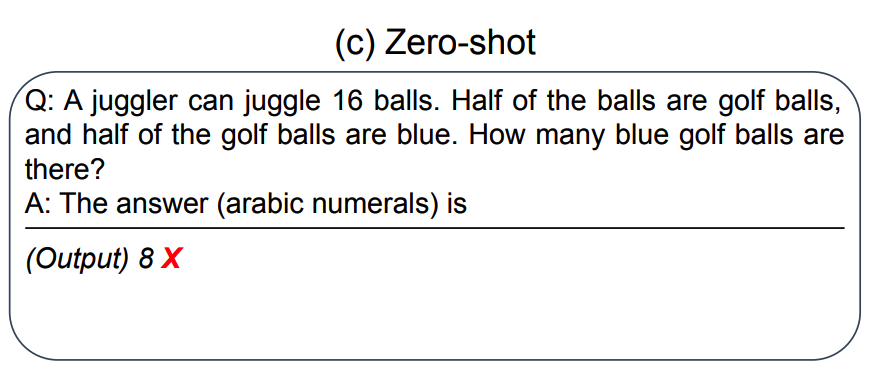 (c) Zero-shot
Q: A juggler can juggle 16 balls. Half of the balls are golf balls,
and half of the golf balls are blue. How many blue golf balls are
there?
A: The answer (arabic numerals) is
(Output) 8 X